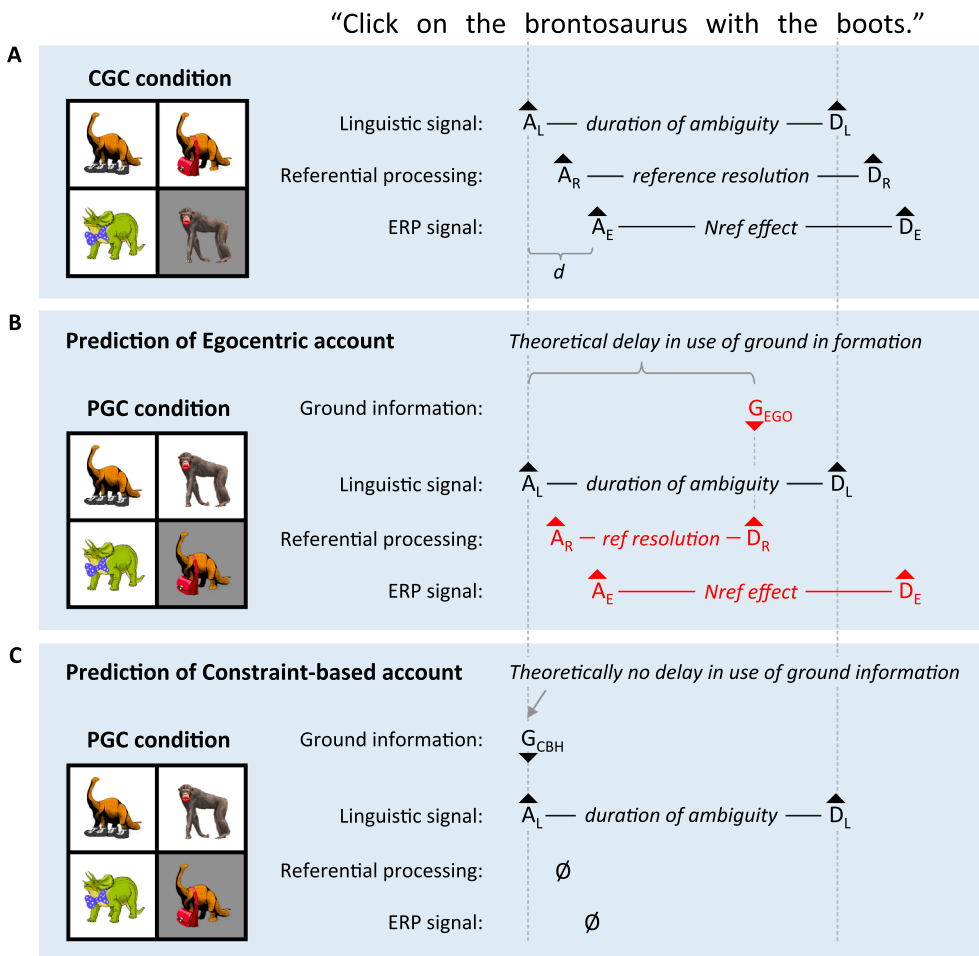 “Click on the brontosaurus with the boots.”
A
CGC condition
Linguistic signal: A_L — duration of ambiguity — D_L
Referential processing: A_R — reference resolution — D_R
ERP signal: A_E — Nref effect — D_E
d
B
Prediction of Egocentric account
Theoretical delay in use of ground in formation
PGC condition
Ground information: G_EGO
Linguistic signal: A_L — duration of ambiguity — D_L
Referential processing: A_R — ref resolution — D_R
ERP signal: A_E — Nref effect — D_E
C
Prediction of Constraint-based account
Theoretically no delay in use of ground information
PGC condition
Ground information: G_CBH
Linguistic signal: A_L — duration of ambiguity — D_L
Referential processing: Ø
ERP signal: Ø